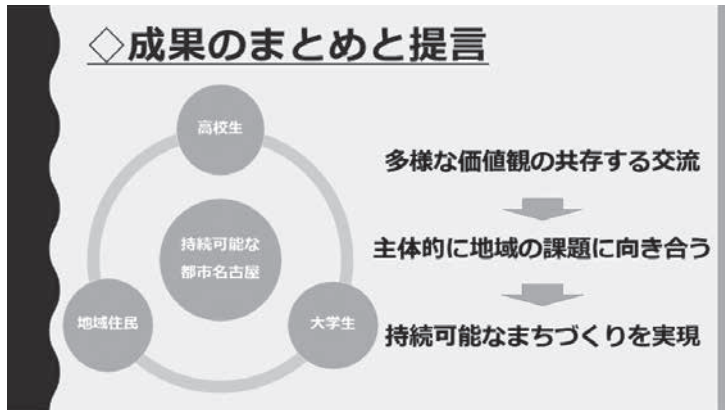 ◇成果のまとめと提言
高校生
持続可能な
都市名古屋
地域住民
大学生
多様な価値観の共存する交流
主体的に地域の課題に向き合う
持続可能なまちづくりを実現